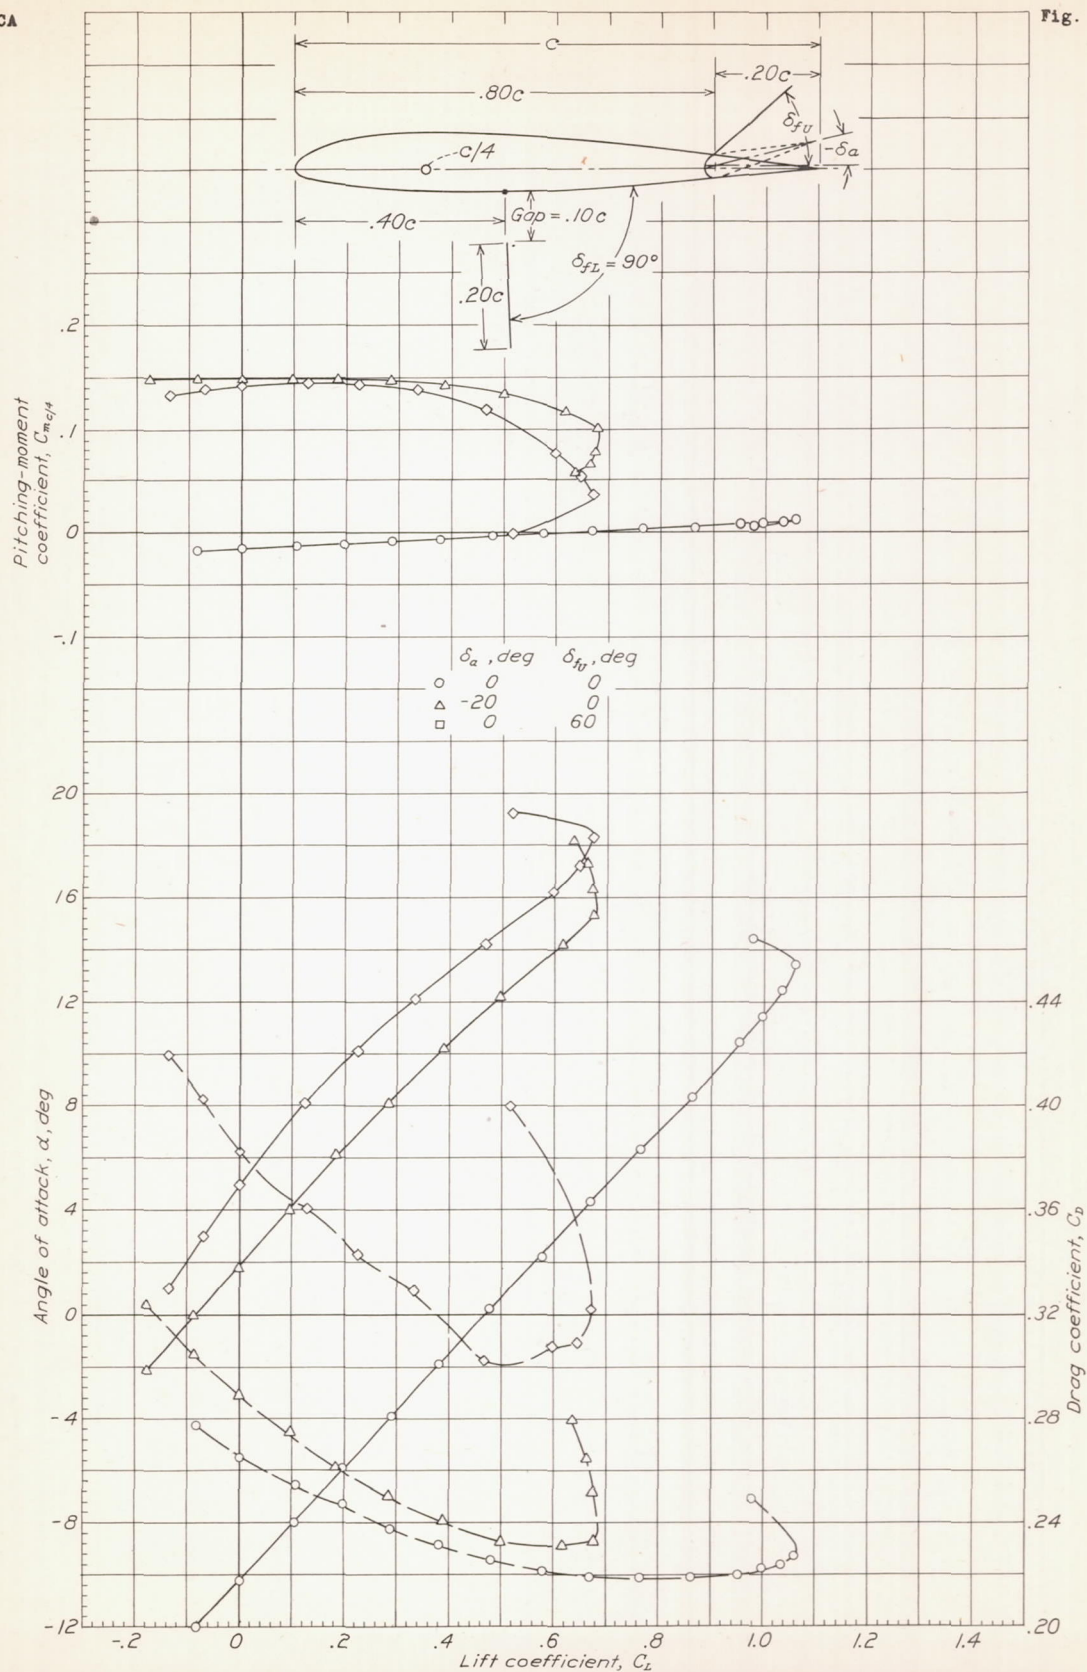 CA
Fig.
c
.20c
.80c
δfU
-δa
c/4
.40c
Gap = .10c
δfL = 90°
.20c
.2
.1
0
-.1
Pitching-moment
coefficient, Cmc/4
δa, deg δfU, deg
○ 0 0
△ -20 0
□ 0 60
20
16
12
8
4
0
-4
-8
-12
Angle of attack, α, deg
.44
.40
.36
.32
.28
.24
.20
Drag coefficient, CD
-.2 0 .2 .4 .6 .8 1.0 1.2 1.4
Lift coefficient, CL